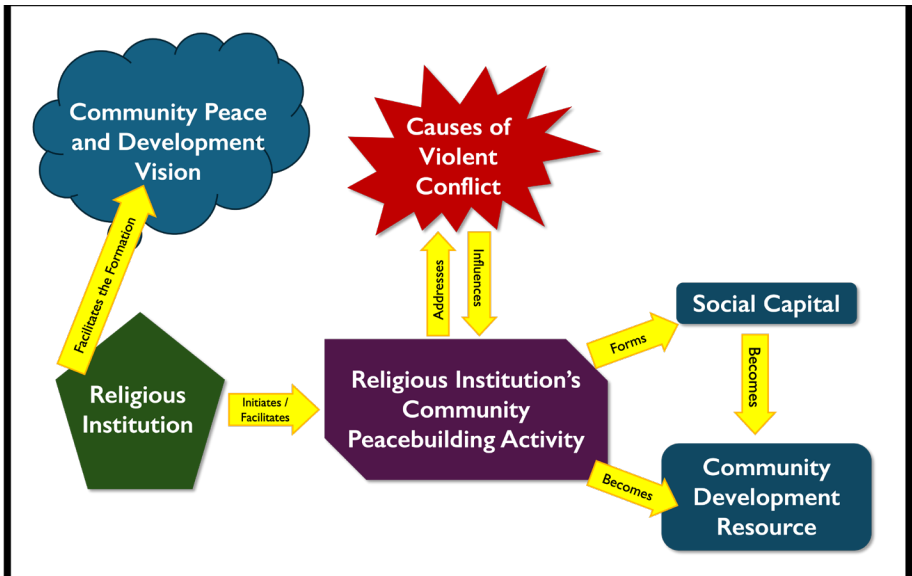 Community Peace
and Development
Vision
Causes of
Violent
Conflict
Facilitates the Formation
Addresses
Influences
Social Capital
Forms
Becomes
Religious
Institution
Initiates /
Facilitates
Religious Institution's
Community
Peacebuilding Activity
Becomes
Community
Development
Resource